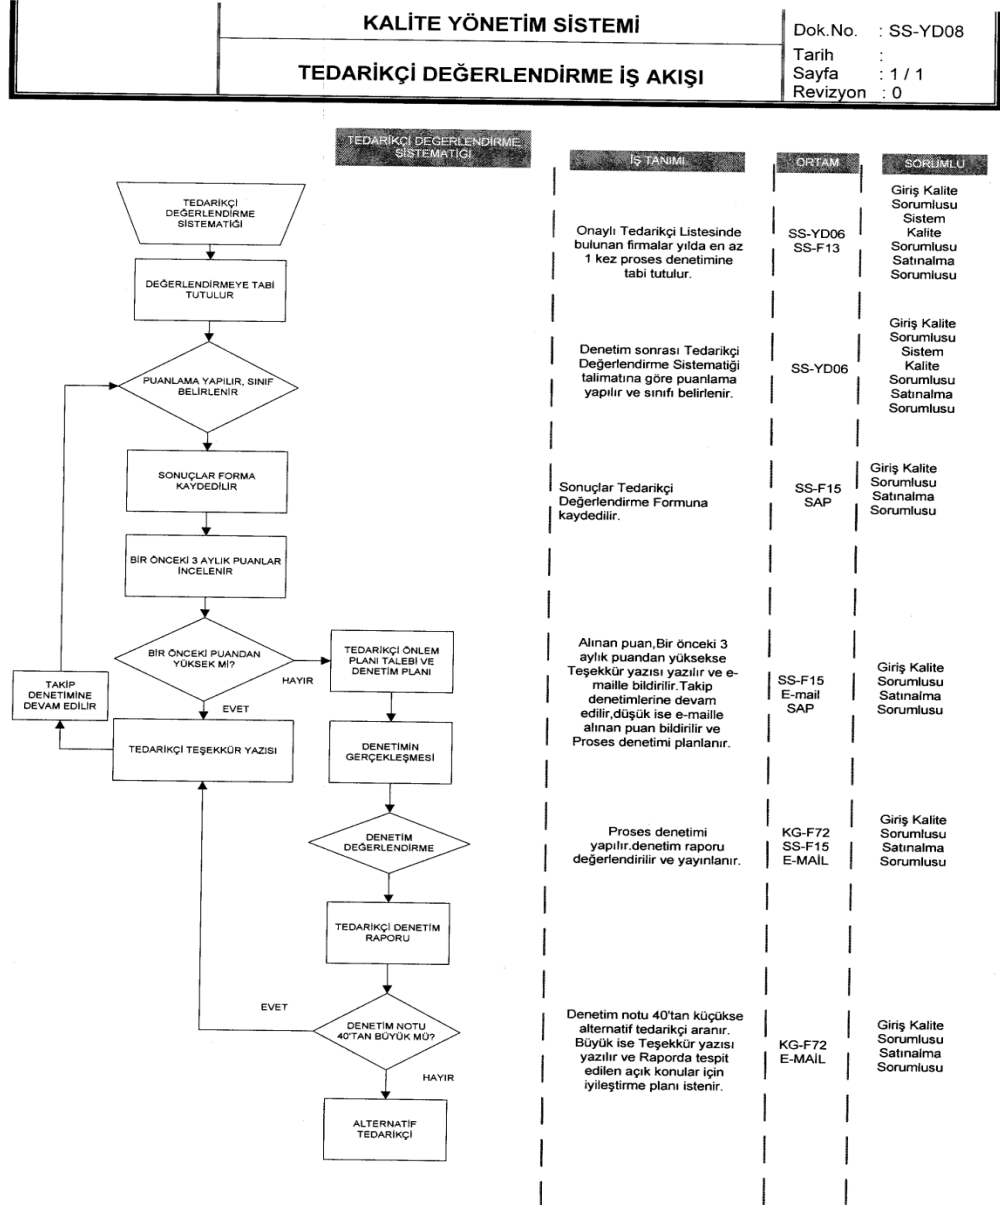 KALİTE YÖNETİM SİSTEMİ
TEDARİKÇİ DEĞERLENDİRME İŞ AKIŞI
Dok.No. : SS-YD08
Tarih :
Sayfa : 1 / 1
Revizyon : 0
TEDARİKÇİ DEĞERLENDİRME
SİSTEMATİĞİ
İŞ TANIMI
ORTAM
SORUMLU
TEDARİKÇİ
DEĞERLENDİRME
SİSTEMATİĞİ
DEĞERLENDİRMEYE TABİ
TUTULUR
PUANLAMA YAPILIR, SINIF
BELİRLENİR
SONUÇLAR FORMA
KAYDEDİLİR
BİR ÖNCEKİ 3 AYLIK PUANLAR
İNCELENİR
BİR ÖNCEKİ PUANDAN
YÜKSEK Mİ?
HAYIR
EVET
TAKİP
DENETİMİNE
DEVAM EDİLİR
TEDARİKÇİ TEŞEKKÜR YAZISI
TEDARİKÇİ ÖNLEM
PLANI TALEBİ VE
DENETİM PLANI
DENETİMİN
GERÇEKLEŞMESİ
DENETİM
DEĞERLENDİRME
TEDARİKÇİ DENETİM
RAPORU
EVET
DENETİM NOTU
40'TAN BÜYÜK MÜ?
HAYIR
ALTERNATİF
TEDARİKÇİ
Onaylı Tedarikçi Listesinde
bulunan firmalar yılda en az
1 kez proses denetimine
tabi tutulur.
SS-YD06
SS-F13
Giriş Kalite
Sorumlusu
Sistem
Kalite
Sorumlusu
Satınalma
Sorumlusu
Denetim sonrası Tedarikçi
Değerlendirme Sistematiği
talimatına göre puanlama
yapılır ve sınıfı belirlenir.
SS-YD06
Giriş Kalite
Sorumlusu
Sistem
Kalite
Sorumlusu
Satınalma
Sorumlusu
Sonuçlar Tedarikçi
Değerlendirme Formuna
kaydedilir.
SS-F15
SAP
Giriş Kalite
Sorumlusu
Satınalma
Sorumlusu
Alınan puan,Bir önceki 3
aylık puandan yüksekse
Teşekkür yazısı yazılır ve e-
maille bildirilir.Takip
denetimlerine devam
edilir,düşük ise e-maille
alınan puan bildirilir ve
Proses denetimi planlanır.
SS-F15
E-mail
SAP
Giriş Kalite
Sorumlusu
Satınalma
Sorumlusu
Proses denetimi
yapılır.denetim raporu
değerlendirilir ve yayınlanır.
KG-F72
SS-F15
E-MAİL
Giriş Kalite
Sorumlusu
Satınalma
Sorumlusu
Denetim notu 40'tan küçükse
alternatif tedarikçi aranır.
Büyük ise Teşekkür yazısı
yazılır ve Raporda tespit
edilen açık konular için
iyileştirme planı istenir.
KG-F72
E-MAİL
Giriş Kalite
Sorumlusu
Satınalma
Sorumlusu